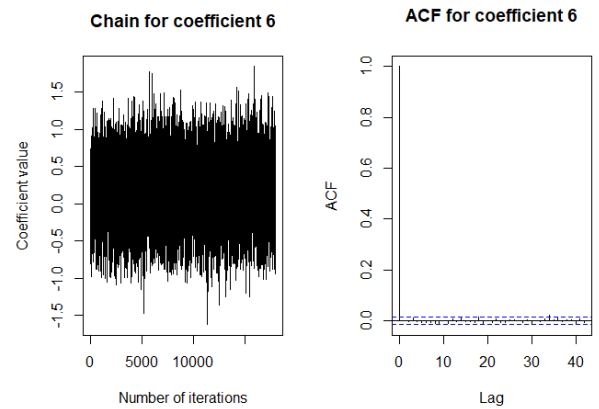 Chain for coefficient 6
Coefficient value
1.5
1.0
0.5
0.0
-0.5
-1.0
-1.5
0 5000 10000
Number of iterations
ACF for coefficient 6
ACF
1.0
0.8
0.6
0.4
0.2
0.0
0 10 20 30 40
Lag